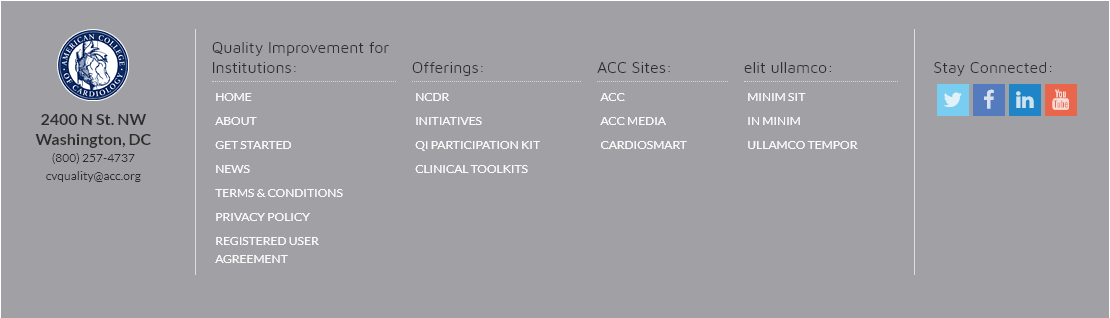 AMERICAN COLLEGE OF CARDIOLOGY
2400 N St. NW
Washington, DC
(800) 257-4737
cvquality@acc.org
Quality Improvement for
Institutions:
HOME
ABOUT
GET STARTED
NEWS
TERMS & CONDITIONS
PRIVACY POLICY
REGISTERED USER
AGREEMENT
Offerings:
NCDR
INITIATIVES
QI PARTICIPATION KIT
CLINICAL TOOLKITS
ACC Sites:
ACC
ACC MEDIA
CARDIOSMART
elit ullamco:
MINIM SIT
IN MINIM
ULLAMCO TEMPOR
Stay Connected:
f
in
You
Tube